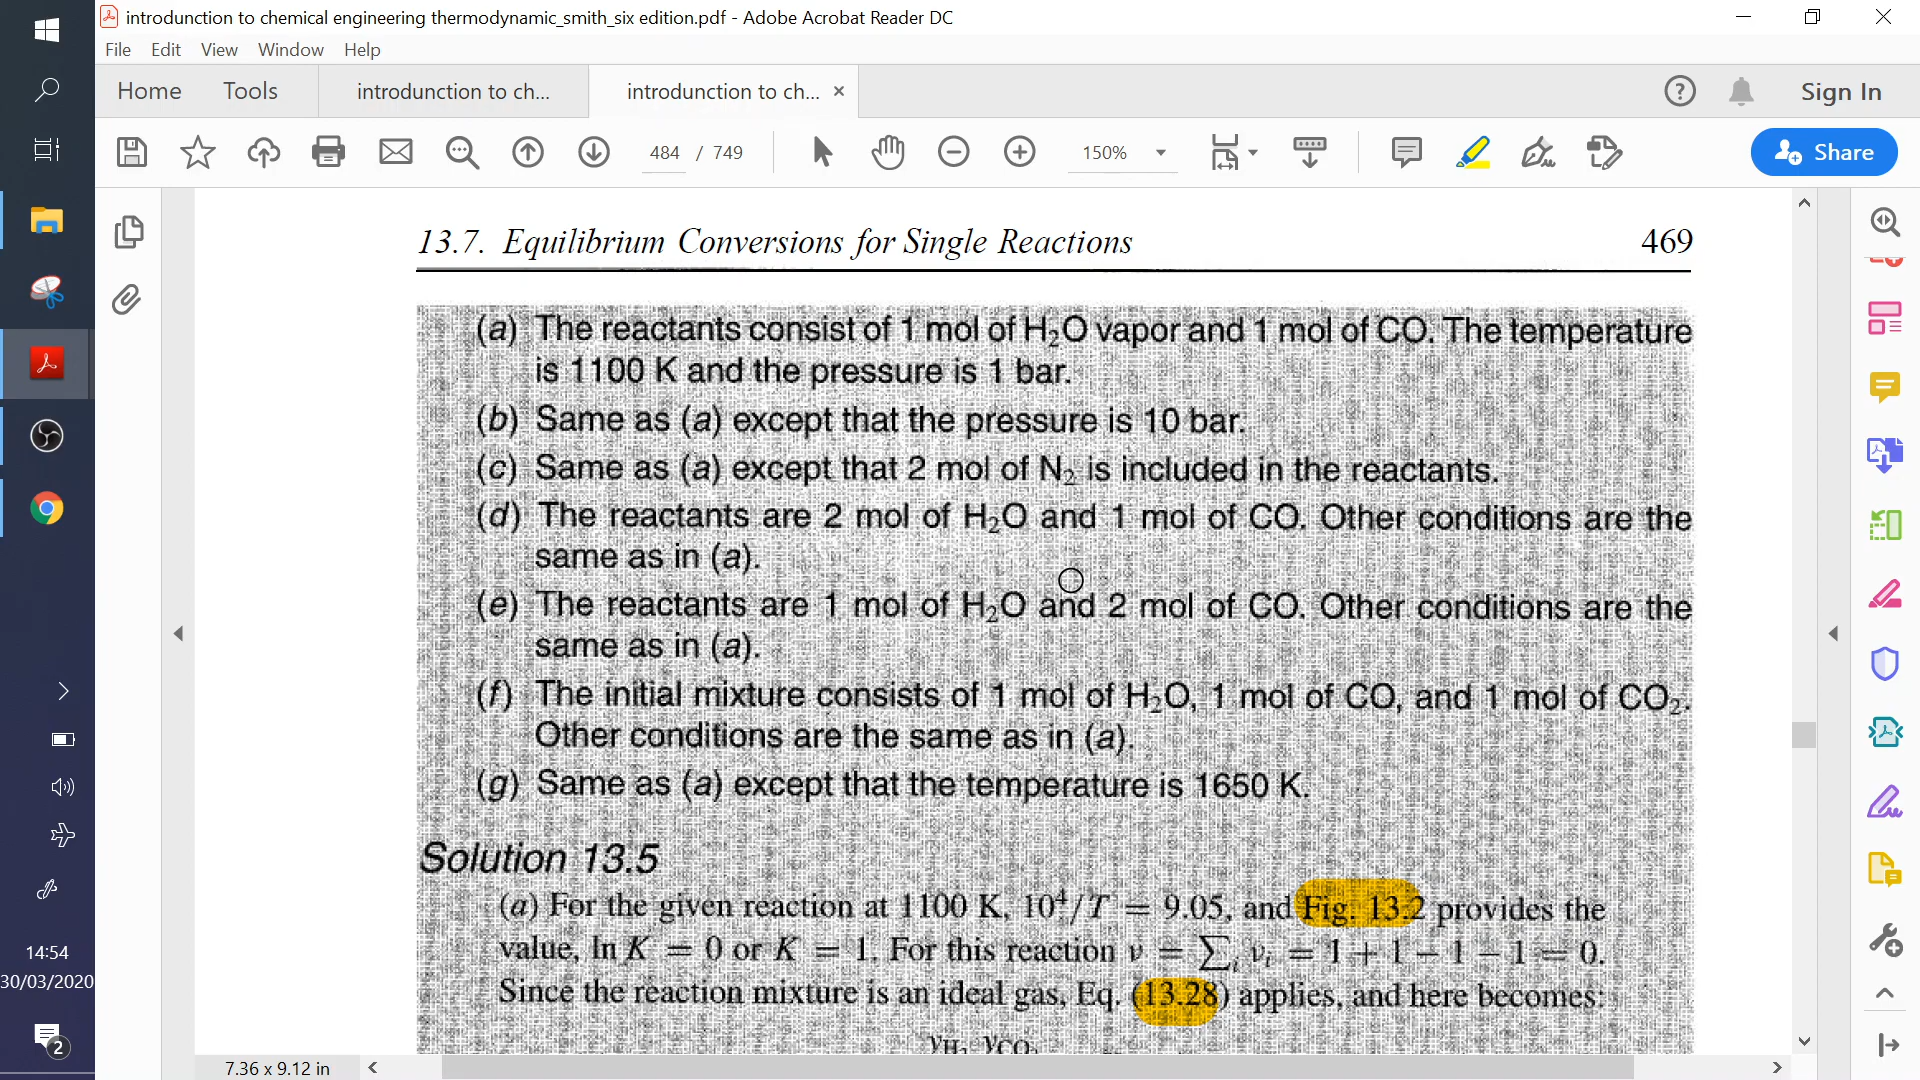 introdunction to chemical engineering thermodynamic_smith_six edition.pdf - Adobe Acrobat Reader DC
File Edit View Window Help
Home Tools introdunction to ch... introdunction to ch... × Sign In
484 / 749 150% Share
13.7. Equilibrium Conversions for Single Reactions 469
(a) The reactants consist of 1 mol of H₂O vapor and 1 mol of CO. The temperature
is 1100 K and the pressure is 1 bar.
(b) Same as (a) except that the pressure is 10 bar.
(c) Same as (a) except that 2 mol of N₂ is included in the reactants.
(d) The reactants are 2 mol of H₂O and 1 mol of CO. Other conditions are the
same as in (a).
(e) The reactants are 1 mol of H₂O and 2 mol of CO. Other conditions are the
same as in (a).
(f) The initial mixture consists of 1 mol of H₂O, 1 mol of CO, and 1 mol of CO₂.
Other conditions are the same as in (a).
(g) Same as (a) except that the temperature is 1650 K.
Solution 13.5
(a) For the given reaction at 1100 K, 10⁴/T = 9.05, and Fig. 13.2 provides the
value, ln K = 0 or K = 1. For this reaction ν = ∑ᵢ νᵢ = 1 + 1 − 1 − 1 = 0.
Since the reaction mixture is an ideal gas, Eq. (13.28) applies, and here becomes:
7.36 x 9.12 in
14:54
30/03/2020
2